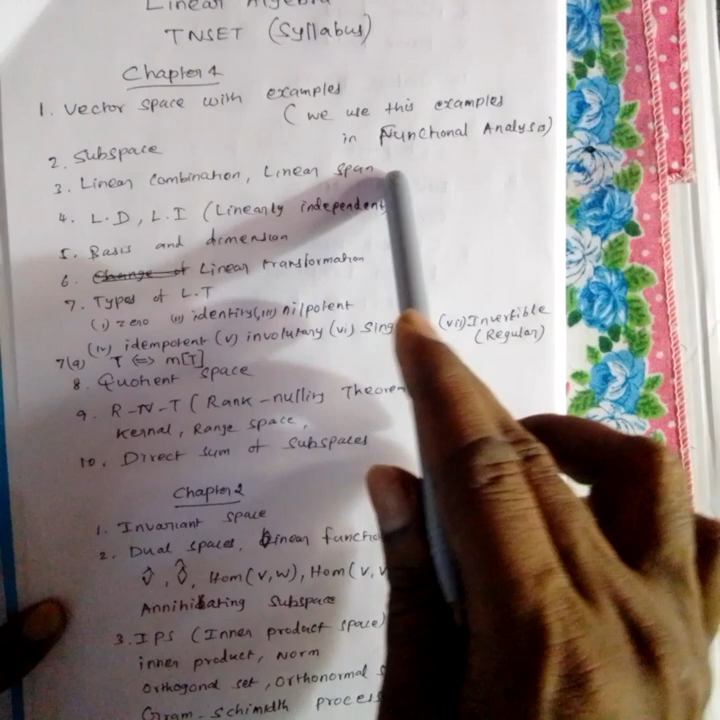 Linear Algebra
TNSET (Syllabus)
Chapter 1
1. Vector space with examples
( we use this examples
in Functional Analysis)
2. Subspace
3. Linear Combination, Linear span
4. L.D, L.I (Linearly independent
5. Basis and dimension
6. Change of Linear transformation
7. Types of L.T
(i) zero (ii) identity (iii) nilpotent
(iv) idempotent (v) involutary (vi) (vii) Invertible
(Regular)
7(a) T ⇔ m[T]
8. Quotient space
9. R-N-T (Rank-nullity Theorem
Kernal, Range space,
10. Direct sum of subspaces
Chapter 2
1. Invariant space
2. Dual spaces, Linear
Hom(V,W), Hom(V,
Annihilating Subspace
3. IPS (Inner product space)
inner product, Norm
Orthogonal set, Orthonormal
Gram-Schimidth process